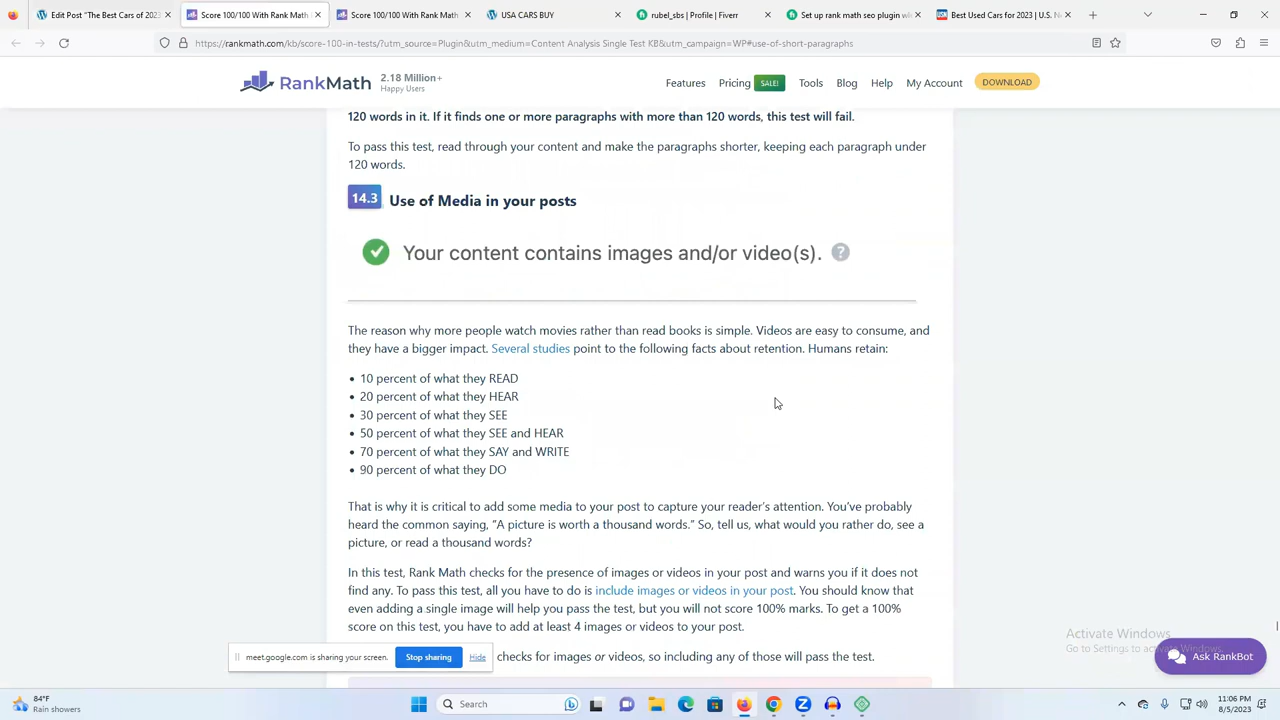 Edit Post "The Best Cars of 2023
Score 100/100 With Rank Math
Score 100/100 with Rank Math
USA CARS BUY
rubel_sbs | Profile | Fiverr
Set up rank math seo plugin wi
Best Used Cars for 2023 | U.S. N
https://rankmath.com/kb/score-100-in-tests/?utm_source=Plugin&utm_medium=Content Analysis Single Test KB&utm_campaign=WP#use-of-short-paragraphs
RankMath
2.18 Million+
Happy Users
Features
Pricing
SALE!
Tools
Blog
Help
My Account
DOWNLOAD
120 words in it. If it finds one or more paragraphs with more than 120 words, this test will fail.
To pass this test, read through your content and make the paragraphs shorter, keeping each paragraph under
120 words.
14.3 Use of Media in your posts
Your content contains images and/or video(s). ?
The reason why more people watch movies rather than read books is simple. Videos are easy to consume, and
they have a bigger impact. Several studies point to the following facts about retention. Humans retain:
• 10 percent of what they READ
• 20 percent of what they HEAR
• 30 percent of what they SEE
• 50 percent of what they SEE and HEAR
• 70 percent of what they SAY and WRITE
• 90 percent of what they DO
That is why it is critical to add some media to your post to capture your reader's attention. You've probably
heard the common saying, "A picture is worth a thousand words." So, tell us, what would you rather do, see a
picture, or read a thousand words?
In this test, Rank Math checks for the presence of images or videos in your post and warns you if it does not
find any. To pass this test, all you have to do is include images or videos in your post. You should know that
even adding a single image will help you pass the test, but you will not score 100% marks. To get a 100%
score on this test, you have to add at least 4 images or videos to your post.
checks for images or videos, so including any of those will pass the test.
meet.google.com is sharing your screen.
Stop sharing
Hide
Activate Windows
Go to Settings to activate Windows.
Ask RankBot
84°F
Rain showers
Search
11:06 PM
8/5/2023